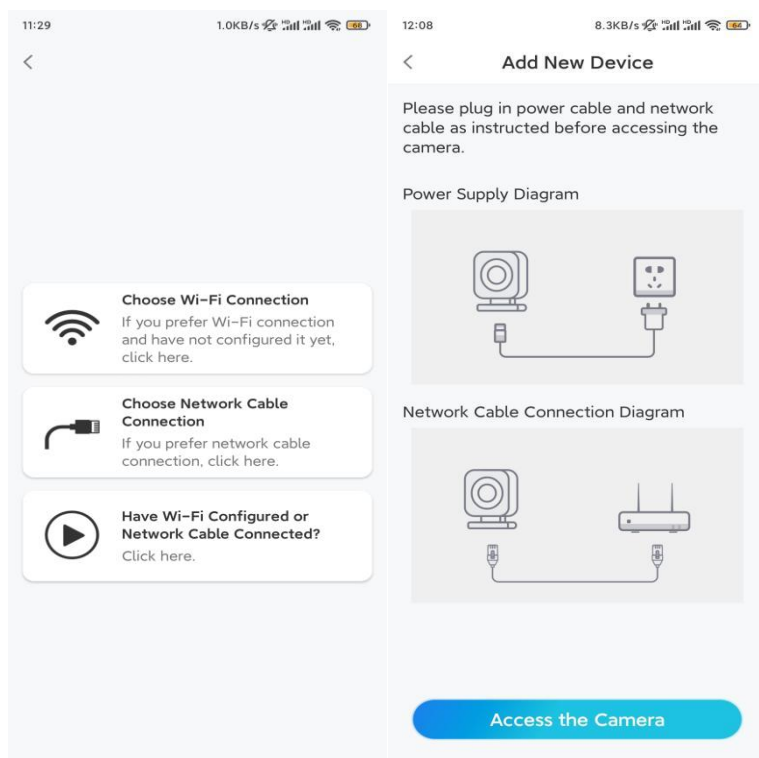 11:29
1.0KB/s
60
Choose Wi-Fi Connection
If you prefer Wi-Fi connection
and have not configured it yet,
click here.
Choose Network Cable
Connection
If you prefer network cable
connection, click here.
Have Wi-Fi Configured or
Network Cable Connected?
Click here.
12:08
8.3KB/s
64
Add New Device
Please plug in power cable and network
cable as instructed before accessing the
camera.
Power Supply Diagram
Network Cable Connection Diagram
Access the Camera